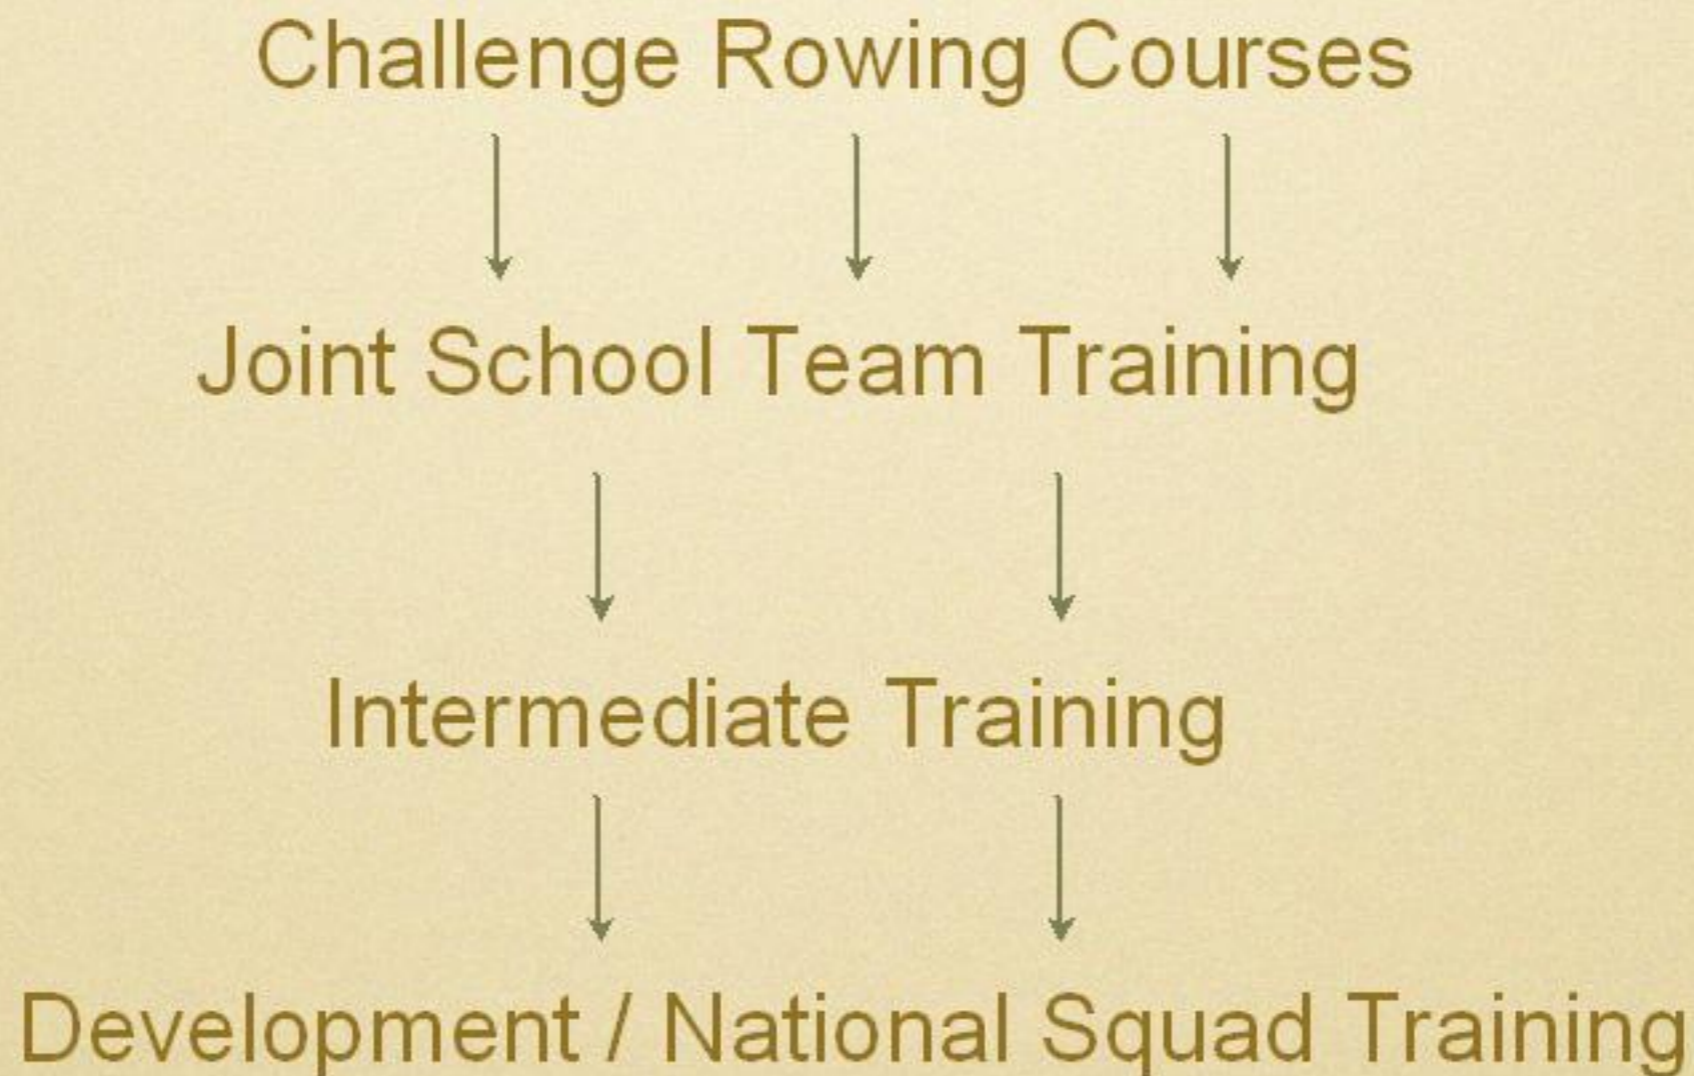 Challenge Rowing Courses
Joint School Team Training
Intermediate Training
Development / National Squad Training